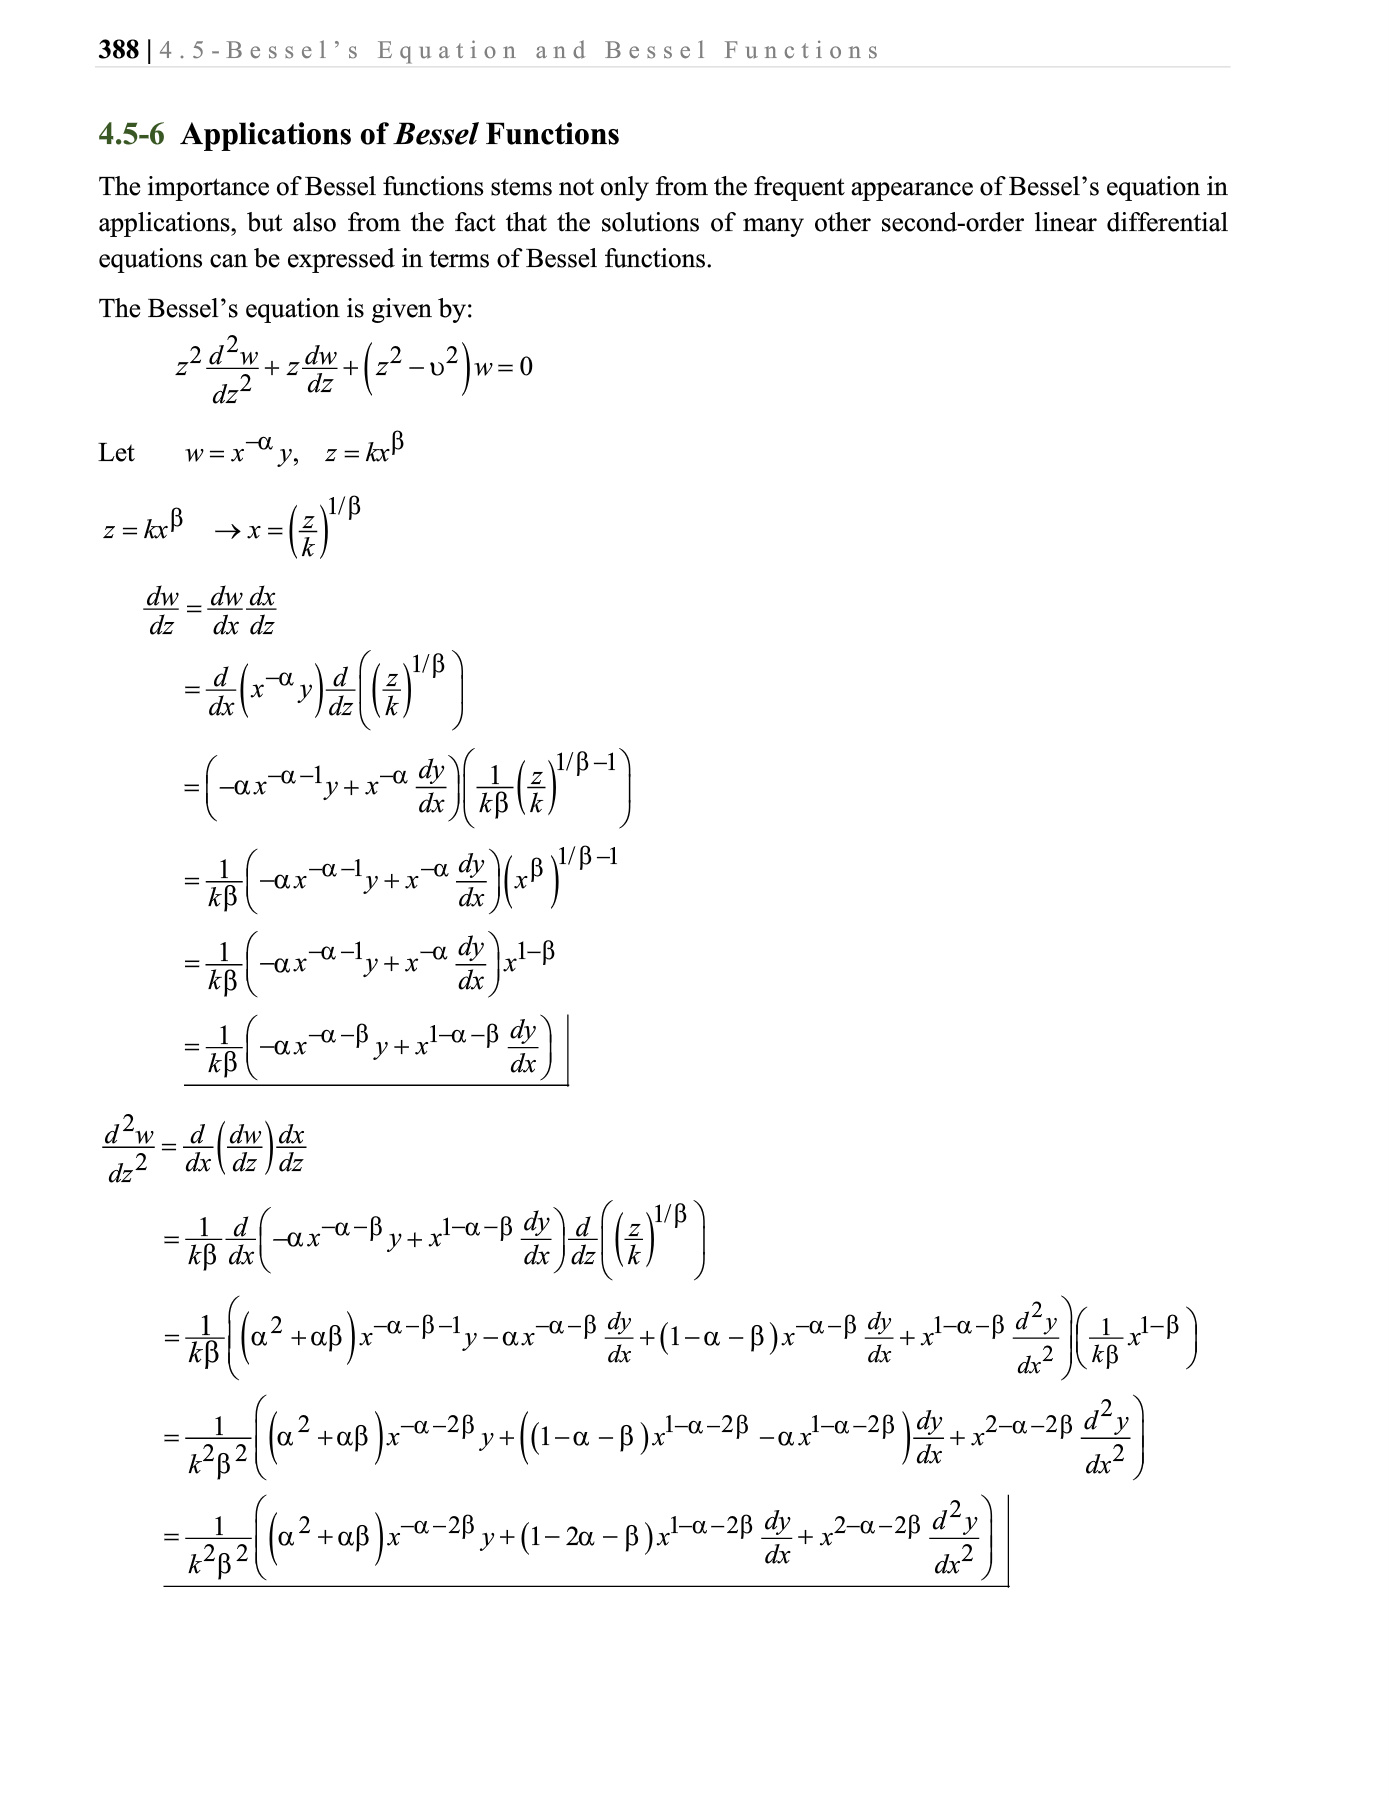 388 | 4.5-Bessel's Equation and Bessel Functions
4.5-6 Applications of Bessel Functions
The importance of Bessel functions stems not only from the frequent appearance of Bessel's equation in
applications, but also from the fact that the solutions of many other second-order linear differential
equations can be expressed in terms of Bessel functions.
The Bessel's equation is given by:
$z^2 \frac{d^2w}{dz^2} + z\frac{dw}{dz} + \left(z^2 - \upsilon^2\right)w = 0$
Let $w = x^{-\alpha} y, \quad z = kx^{\beta}$
$z = kx^{\beta} \quad \rightarrow x = \left(\frac{z}{k}\right)^{1/\beta}$
$\frac{dw}{dz} = \frac{dw}{dx}\frac{dx}{dz}$
$= \frac{d}{dx}\left(x^{-\alpha} y\right)\frac{d}{dz}\left(\left(\frac{z}{k}\right)^{1/\beta}\right)$
$= \left(-\alpha x^{-\alpha-1} y + x^{-\alpha}\frac{dy}{dx}\right)\left(\frac{1}{k\beta}\left(\frac{z}{k}\right)^{1/\beta-1}\right)$
$= \frac{1}{k\beta}\left(-\alpha x^{-\alpha-1} y + x^{-\alpha}\frac{dy}{dx}\right)\left(x^{\beta}\right)^{1/\beta-1}$
$= \frac{1}{k\beta}\left(-\alpha x^{-\alpha-1} y + x^{-\alpha}\frac{dy}{dx}\right)x^{1-\beta}$
$= \frac{1}{k\beta}\left(-\alpha x^{-\alpha-\beta} y + x^{1-\alpha-\beta}\frac{dy}{dx}\right)$
$\frac{d^2w}{dz^2} = \frac{d}{dx}\left(\frac{dw}{dz}\right)\frac{dx}{dz}$
$= \frac{1}{k\beta}\frac{d}{dx}\left(-\alpha x^{-\alpha-\beta} y + x^{1-\alpha-\beta}\frac{dy}{dx}\right)\frac{d}{dz}\left(\left(\frac{z}{k}\right)^{1/\beta}\right)$
$= \frac{1}{k\beta}\left(\left(\alpha^2 + \alpha\beta\right)x^{-\alpha-\beta-1} y - \alpha x^{-\alpha-\beta}\frac{dy}{dx} + (1-\alpha-\beta)x^{-\alpha-\beta}\frac{dy}{dx} + x^{1-\alpha-\beta}\frac{d^2y}{dx^2}\right)\left(\frac{1}{k\beta}x^{1-\beta}\right)$
$= \frac{1}{k^2\beta^2}\left(\left(\alpha^2 + \alpha\beta\right)x^{-\alpha-2\beta} y + \left((1-\alpha-\beta)x^{1-\alpha-2\beta} - \alpha x^{1-\alpha-2\beta}\right)\frac{dy}{dx} + x^{2-\alpha-2\beta}\frac{d^2y}{dx^2}\right)$
$= \frac{1}{k^2\beta^2}\left(\left(\alpha^2 + \alpha\beta\right)x^{-\alpha-2\beta} y + (1-2\alpha-\beta)x^{1-\alpha-2\beta}\frac{dy}{dx} + x^{2-\alpha-2\beta}\frac{d^2y}{dx^2}\right)$